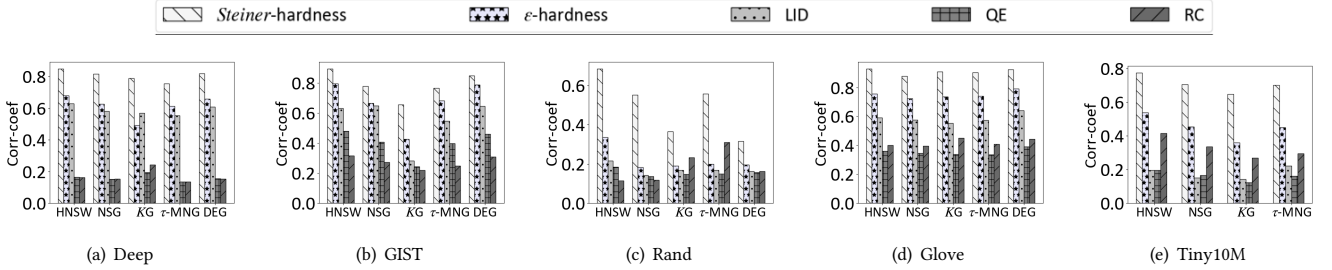 Steiner-hardness ε-hardness LID QE RC
Corr-coef
0.8
0.6
0.4
0.2
0.0
HNSW NSG KG τ-MNG DEG
(a) Deep
Corr-coef
0.8
0.6
0.4
0.2
0.0
HNSW NSG KG τ-MNG DEG
(b) GIST
Corr-coef
0.6
0.4
0.2
0.0
HNSW NSG KG τ-MNG DEG
(c) Rand
Corr-coef
0.8
0.6
0.4
0.2
0.0
HNSW NSG KG τ-MNG DEG
(d) Glove
Corr-coef
0.8
0.6
0.4
0.2
0.0
HNSW NSG KG τ-MNG
(e) Tiny10M